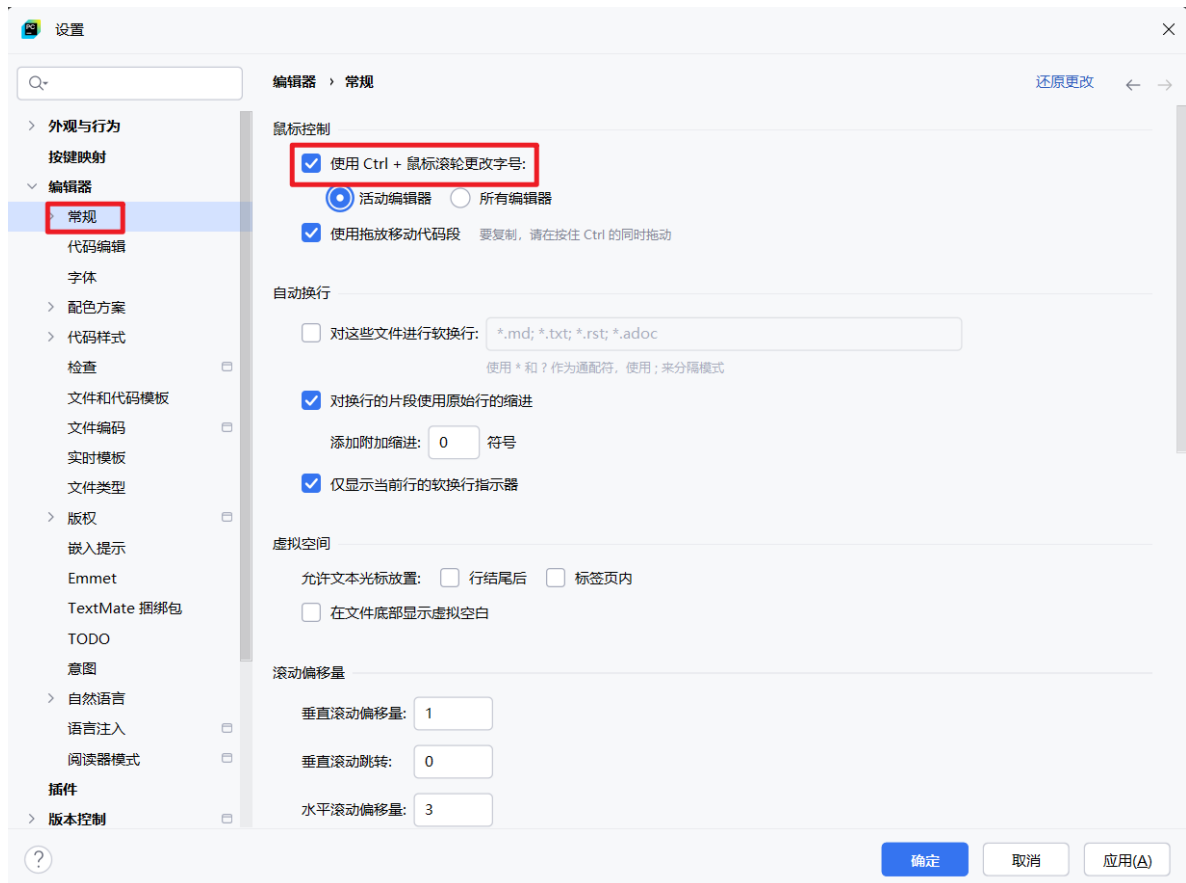 设置
编辑器 › 常规
还原更改
外观与行为
按键映射
编辑器
常规
代码编辑
字体
配色方案
代码样式
检查
文件和代码模板
文件编码
实时模板
文件类型
版权
嵌入提示
Emmet
TextMate 捆绑包
TODO
意图
自然语言
语言注入
阅读器模式
插件
版本控制
鼠标控制
使用 Ctrl + 鼠标滚轮更改字号:
活动编辑器 所有编辑器
使用拖放移动代码段 要复制，请在按住 Ctrl 的同时拖动
自动换行
对这些文件进行软换行: *.md; *.txt; *.rst; *.adoc
使用 * 和 ? 作为通配符，使用 ; 来分隔模式
对换行的片段使用原始行的缩进
添加附加缩进: 0 符号
仅显示当前行的软换行指示器
虚拟空间
允许文本光标放置: 行结尾后 标签页内
在文件底部显示虚拟空白
滚动偏移量
垂直滚动偏移量: 1
垂直滚动跳转: 0
水平滚动偏移量: 3
? 确定 取消 应用(A)